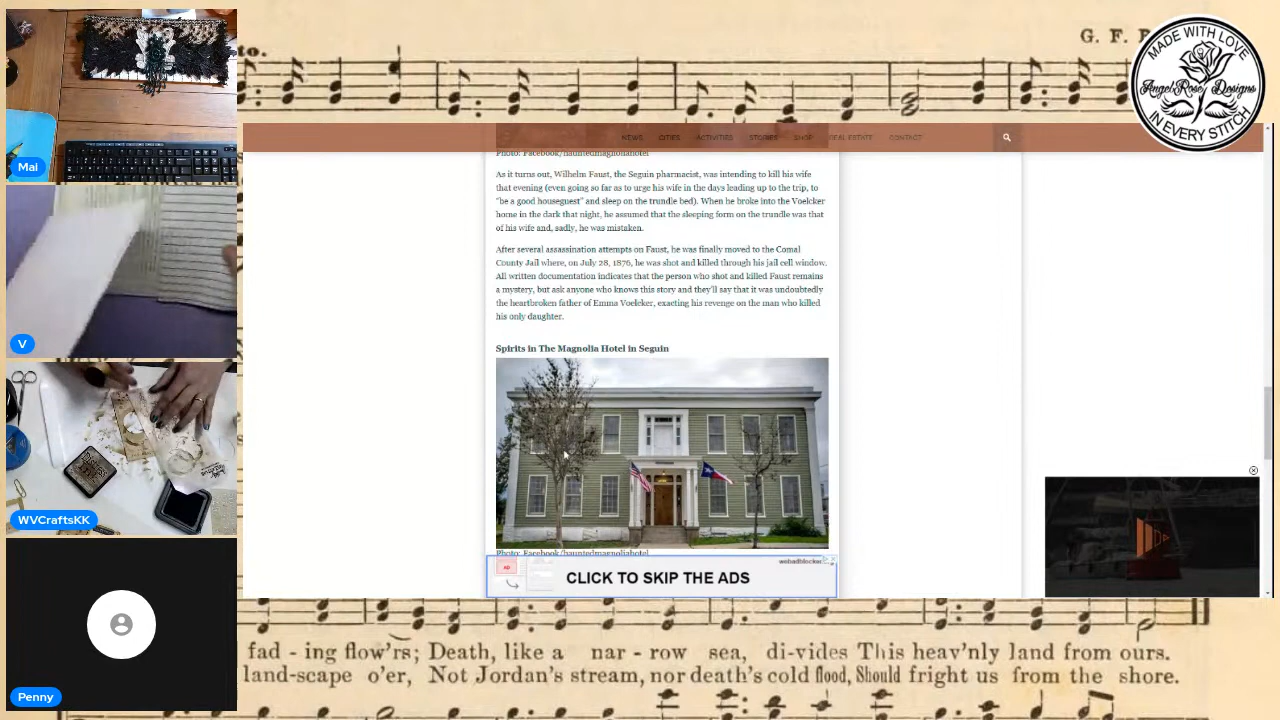 to.
G. F.
MADE WITH LOVE
AngelRose Designs
IN EVERY STITCH
NEWS CITIES ACTIVITIES STORIES SHOP REAL ESTATE CONTACT
Photo: Facebook/hauntedmagnoliahotel
As it turns out, Wilhelm Faust, the Seguin pharmacist, was intending to kill his wife
that evening (even going so far as to urge his wife in the days leading up to the trip, to
"be a good houseguest" and sleep on the trundle bed). When he broke into the Voelcker
home in the dark that night, he assumed that the sleeping form on the trundle was that
of his wife and, sadly, he was mistaken.
After several assassination attempts on Faust, he was finally moved to the Comal
County Jail where, on July 28, 1876, he was shot and killed through his jail cell window.
All written documentation indicates that the person who shot and killed Faust remains
a mystery, but ask anyone who knows this story and they'll say that it was undoubtedly
the heartbroken father of Emma Voelcker, exacting his revenge on the man who killed
his only daughter.
Spirits in The Magnolia Hotel in Seguin
Photo: Facebook/hauntedmagnoliahotel
AD
CLICK TO SKIP THE ADS
webadblocker
Mai
V
WVCraftsKK
Penny
fad - ing flow'rs; Death, like a nar - row sea, di-vides This heav'nly land from ours.
land-scape o'er, Not Jordan's stream, nor death's cold flood, Should fright us from the shore.